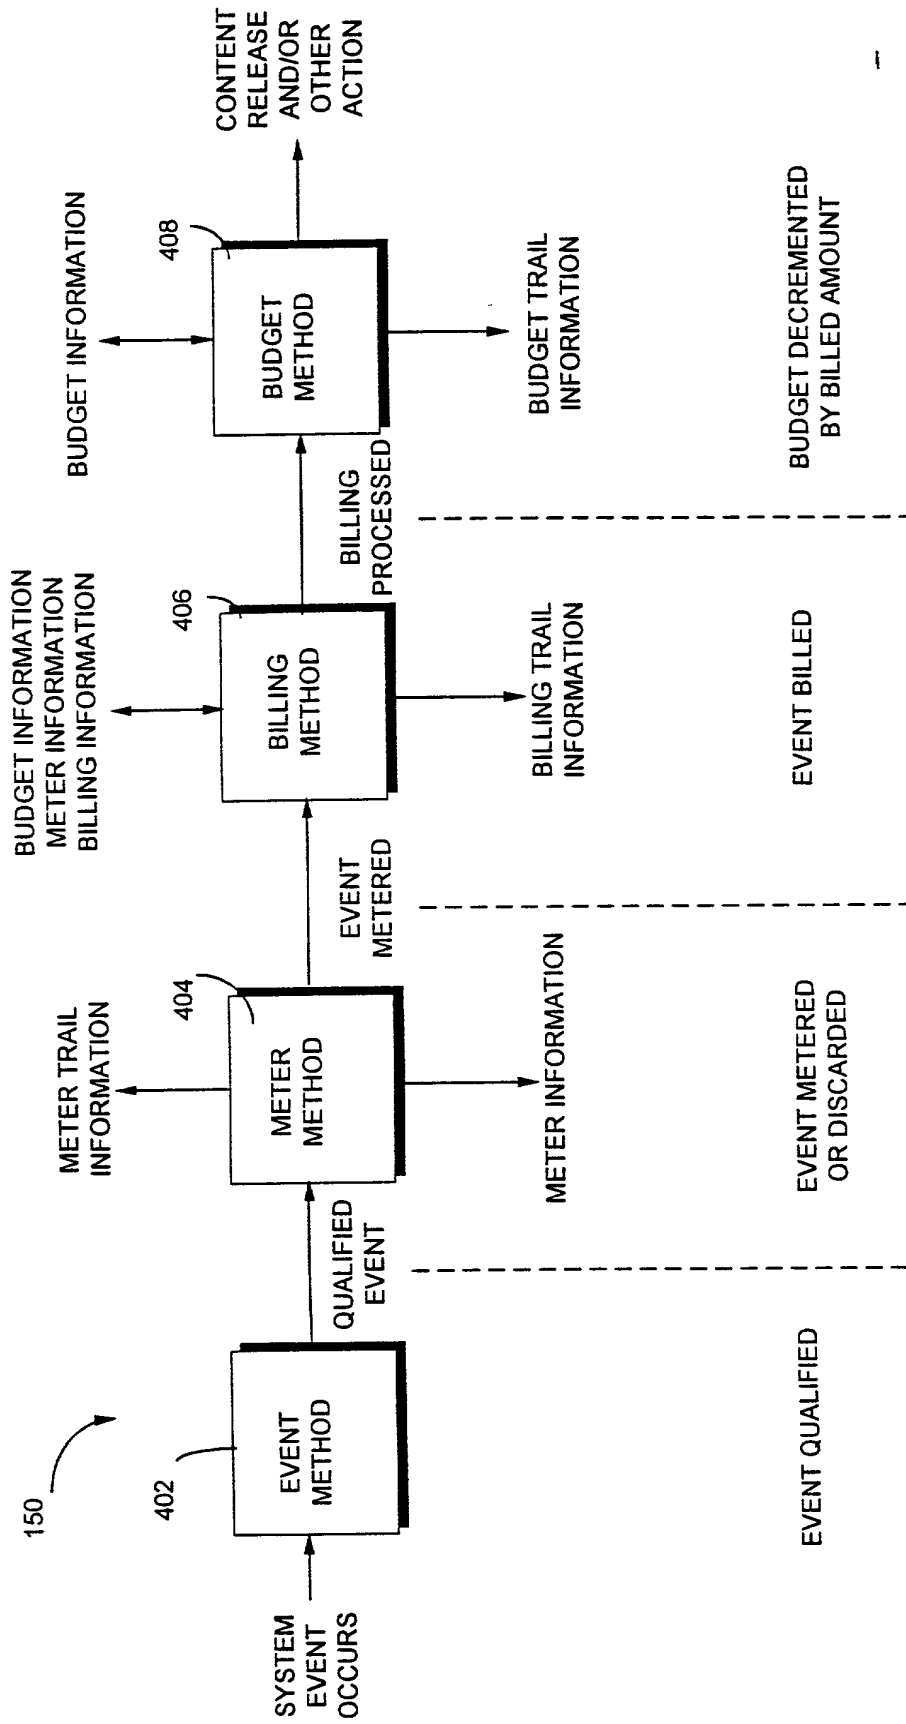 150
SYSTEM
EVENT
OCCURS
402
EVENT
METHOD
QUALIFIED
EVENT
METER TRAIL
INFORMATION
404
METER
METHOD
METER INFORMATION
EVENT
METERED
BUDGET INFORMATION
METER INFORMATION
BILLING INFORMATION
406
BILLING
METHOD
BILLING TRAIL
INFORMATION
BILLING
PROCESSED
BUDGET INFORMATION
408
BUDGET
METHOD
BUDGET TRAIL
INFORMATION
CONTENT
RELEASE
AND/OR
OTHER
ACTION
EVENT QUALIFIED
EVENT METERED
OR DISCARDED
EVENT BILLED
BUDGET DECREMENTED
BY BILLED AMOUNT